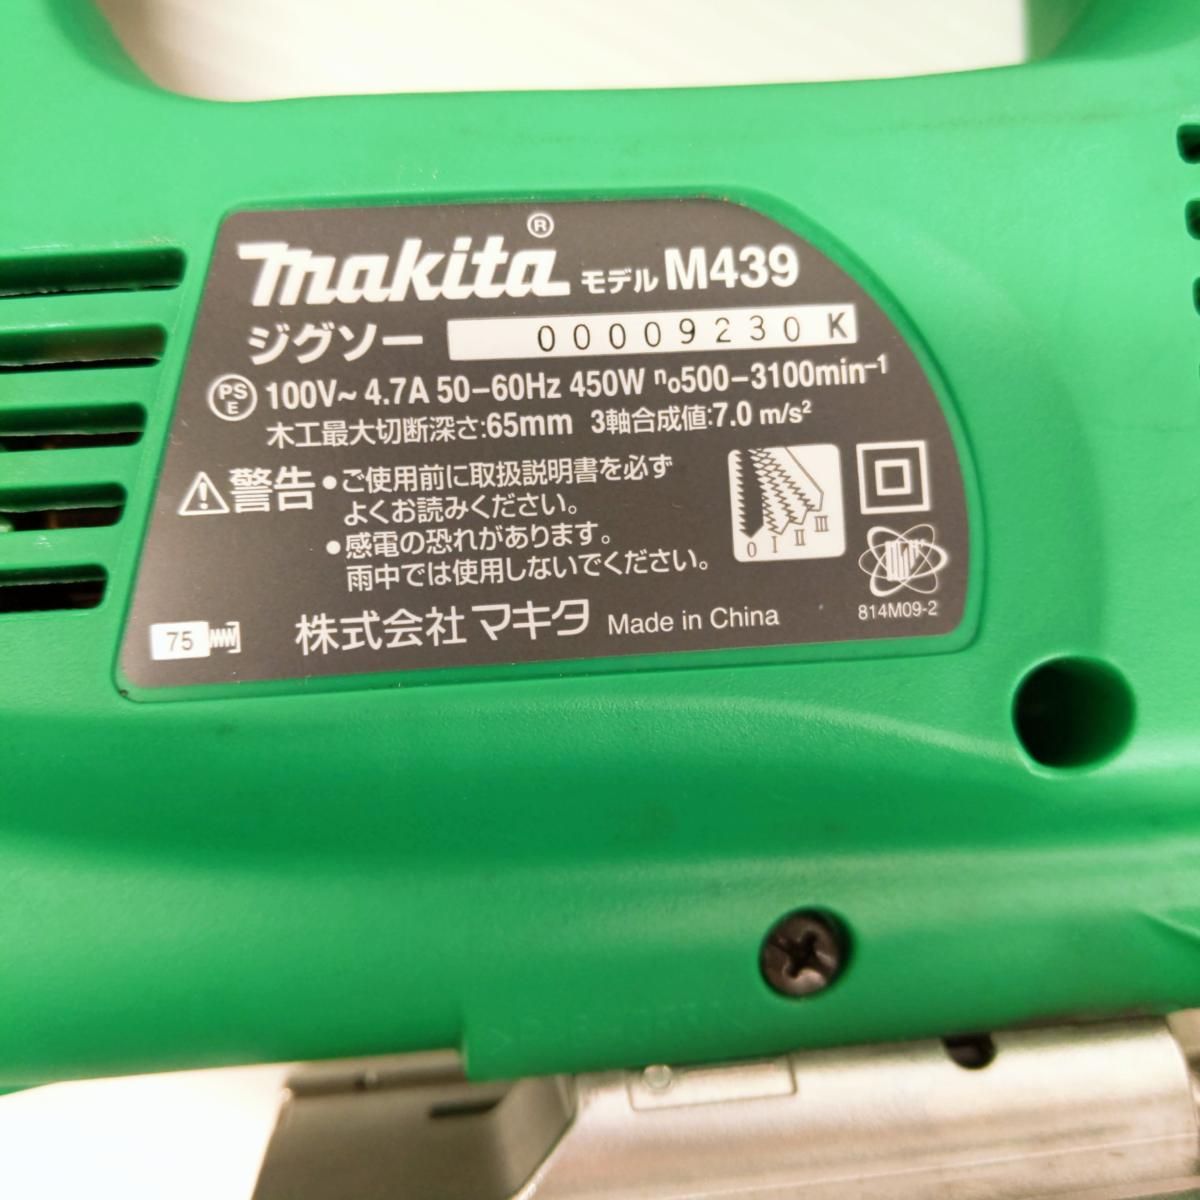 makita® モデル M439
ジグソー 00009230 K
PS E 100V~ 4.7A 50-60Hz 450W n₀500-3100min⁻¹
木工最大切断深さ:65mm 3軸合成値:7.0 m/s²
警告 •ご使用前に取扱説明書を必ず
よくお読みください。
•感電の恐れがあります。
雨中では使用しないでください。
0 I II III
814M09-2
75
株式会社 マキタ Made in China